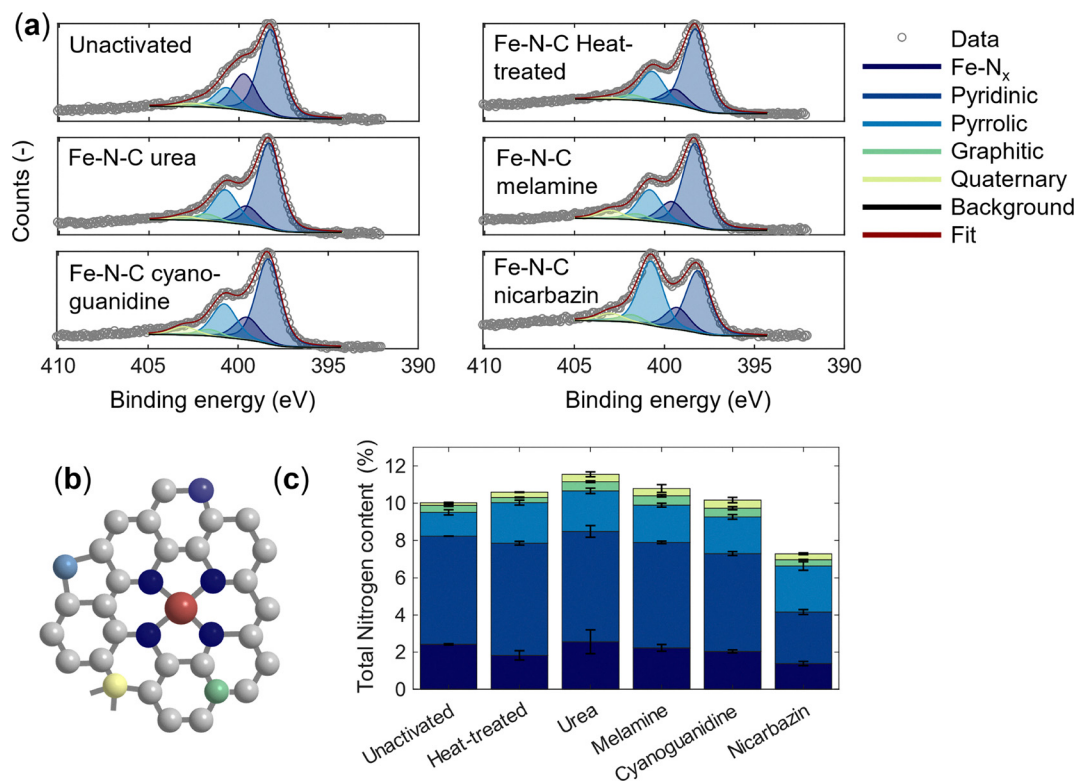 (a)
Unactivated
Fe-N-C Heat-
treated
Fe-N-C urea
Fe-N-C
melamine
Fe-N-C cyano-
guanidine
Fe-N-C
nicarbazin
Counts (-)
410 405 400 395 390
410 405 400 395 390
Binding energy (eV)
Binding energy (eV)
Data
Fe-Nx
Pyridinic
Pyrrolic
Graphitic
Quaternary
Background
Fit
(b)
(c)
Total Nitrogen content (%)
12
10
8
6
4
2
0
Unactivated
Heat-treated
Urea
Melamine
Cyanoguanidine
Nicarbazin